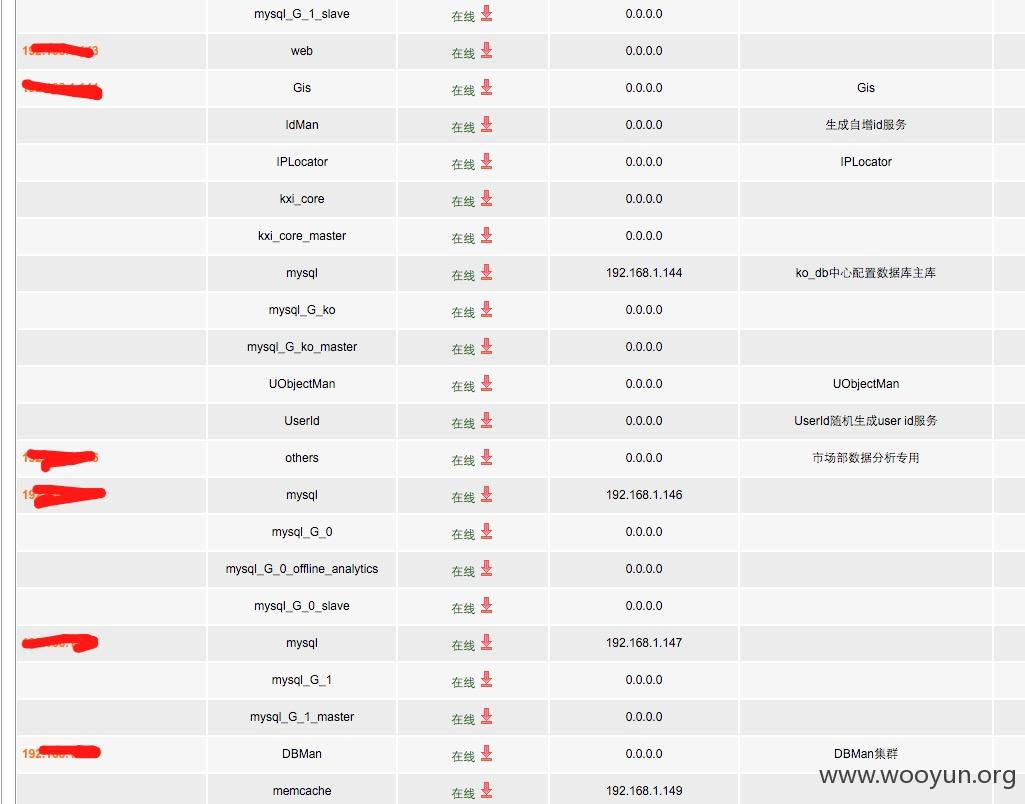 mysql_G_1_slave 在线 0.0.0.0
web 在线 0.0.0.0
Gis 在线 0.0.0.0 Gis
IdMan 在线 0.0.0.0 生成自增id服务
IPLocator 在线 0.0.0.0 IPLocator
kxi_core 在线 0.0.0.0
kxi_core_master 在线 0.0.0.0
mysql 在线 192.168.1.144 ko_db中心配置数据库主库
mysql_G_ko 在线 0.0.0.0
mysql_G_ko_master 在线 0.0.0.0
UObjectMan 在线 0.0.0.0 UObjectMan
UserId 在线 0.0.0.0 UserId随机生成user id服务
others 在线 0.0.0.0 市场部数据分析专用
mysql 在线 192.168.1.146
mysql_G_0 在线 0.0.0.0
mysql_G_0_offline_analytics 在线 0.0.0.0
mysql_G_0_slave 在线 0.0.0.0
mysql 在线 192.168.1.147
mysql_G_1 在线 0.0.0.0
mysql_G_1_master 在线 0.0.0.0
DBMan 在线 0.0.0.0 DBMan集群
memcache 在线 192.168.1.149
www.wooyun.org